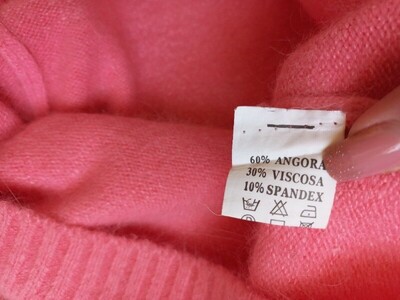 60% ANGORA
30% VISCOSA
10% SPANDEX